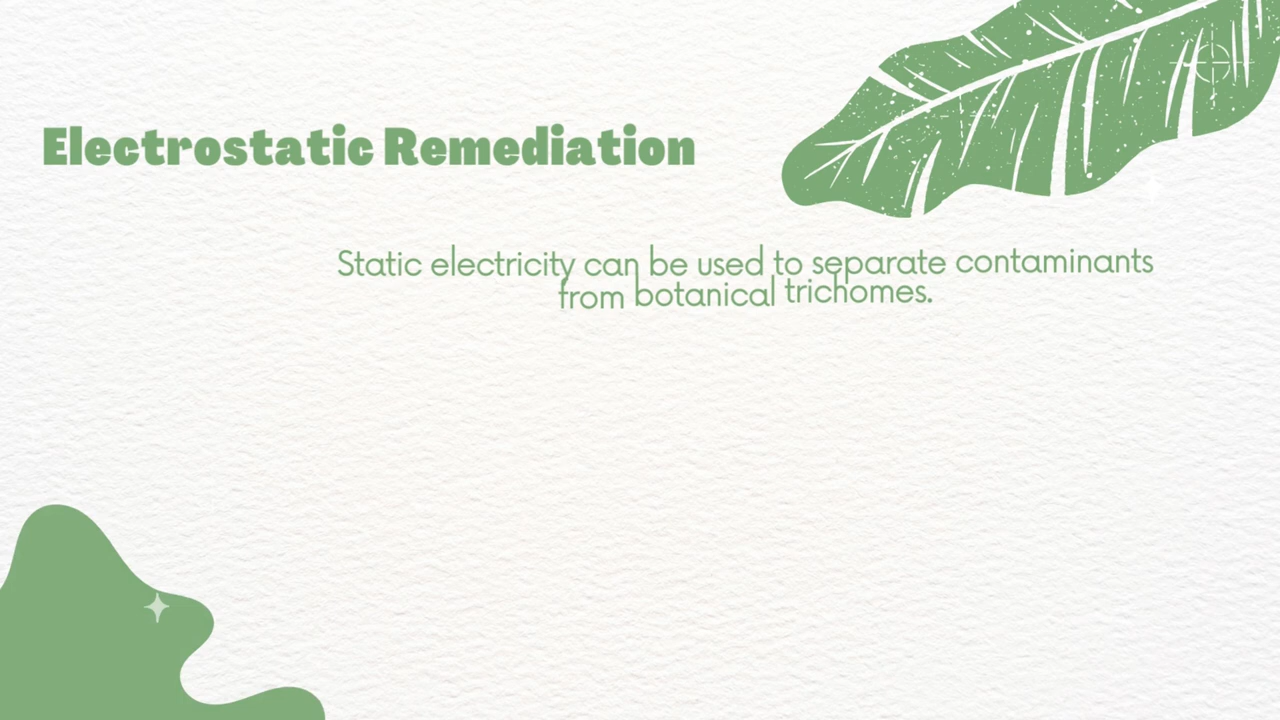 Electrostatic Remediation
Static electricity can be used to separate contaminants
from botanical trichomes.